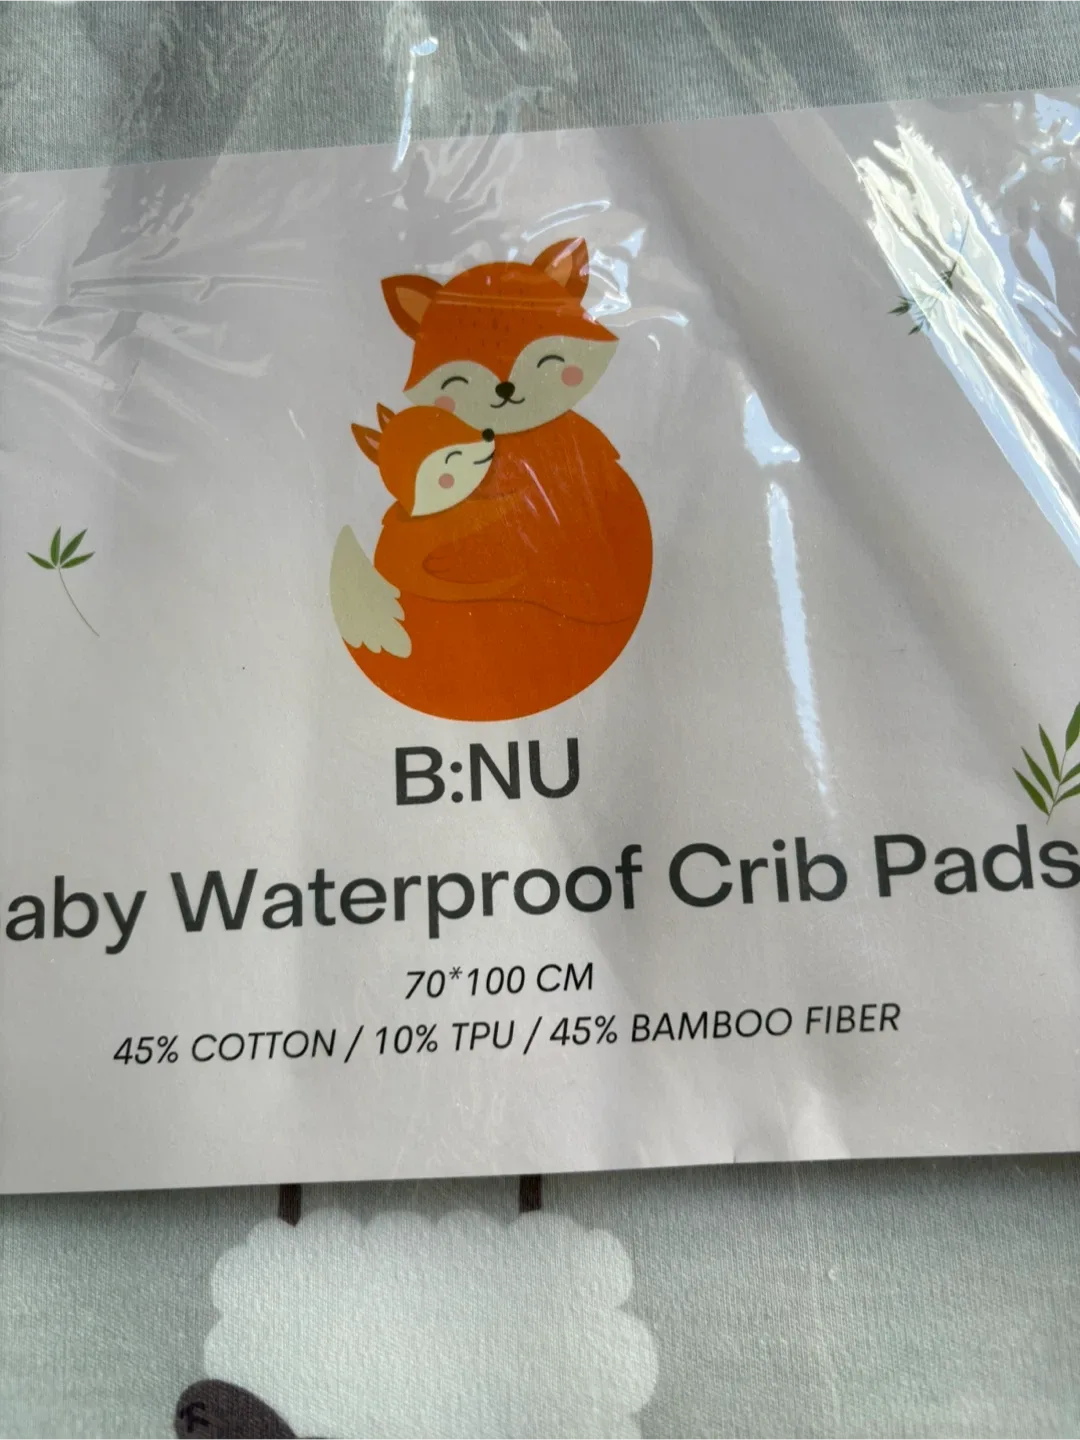 B:NU
aby Waterproof Crib Pads
70*100 CM
45% COTTON / 10% TPU / 45% BAMBOO FIBER